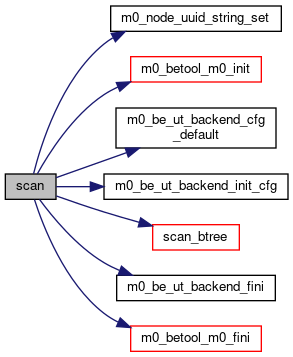 m0_node_uuid_string_set
m0_betool_m0_init
m0_be_ut_backend_cfg
_default
scan
m0_be_ut_backend_init_cfg
scan_btree
m0_be_ut_backend_fini
m0_betool_m0_fini